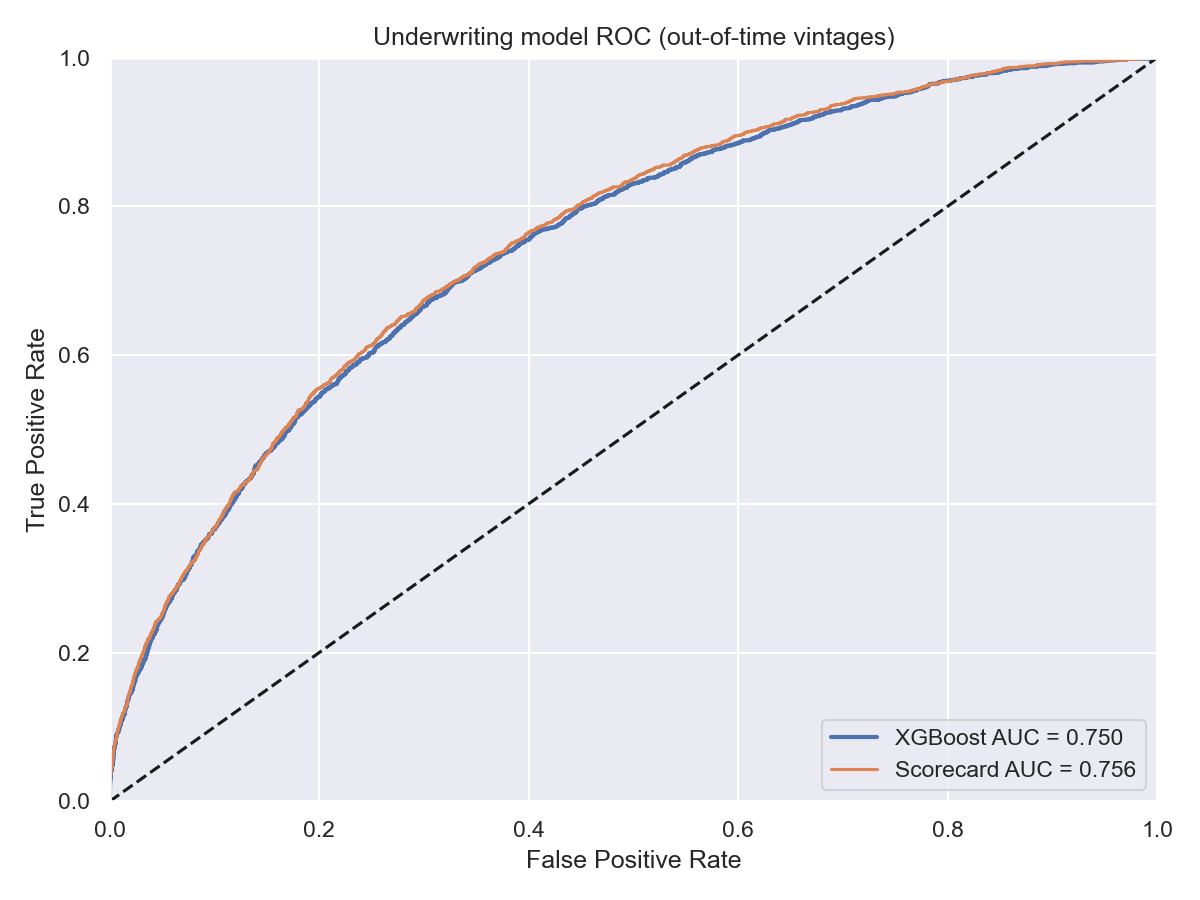 Underwriting model ROC (out-of-time vintages)
1.0
0.8
0.6
0.4
0.2
0.0
True Positive Rate
0.0 0.2 0.4 0.6 0.8 1.0
False Positive Rate
XGBoost AUC = 0.750
Scorecard AUC = 0.756